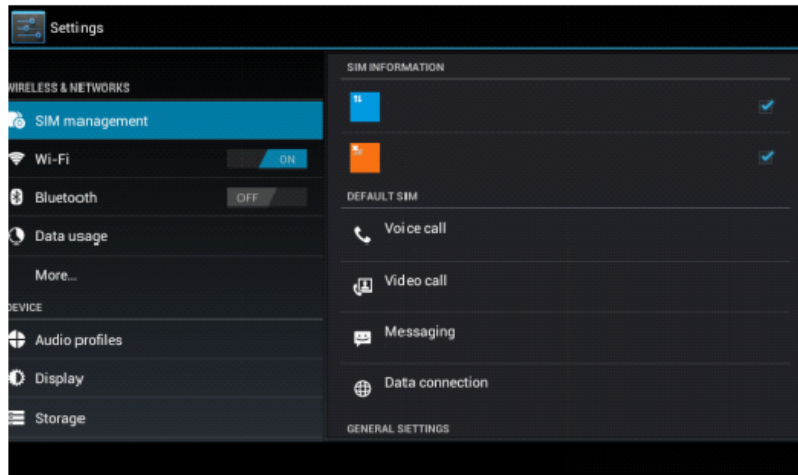 Settings
WIRELESS & NETWORKS
SIM management
Wi-Fi ON
Bluetooth OFF
Data usage
More...
DEVICE
Audio profiles
Display
Storage
SIM INFORMATION
DEFAULT SIM
Voice call
Video call
Messaging
Data connection
GENERAL SETTINGS